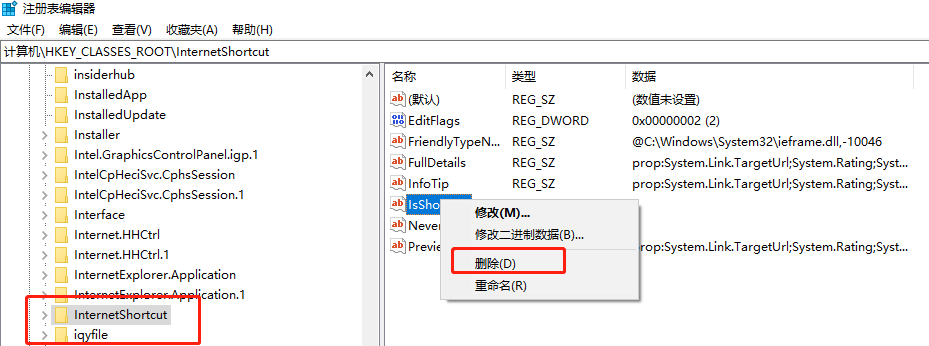 注册表编辑器
文件(F) 编辑(E) 查看(V) 收藏夹(A) 帮助(H)
计算机\HKEY_CLASSES_ROOT\InternetShortcut
insiderhub
InstalledApp
InstalledUpdate
Installer
Intel.GraphicsControlPanel.igp.1
IntelCpHeciSvc.CphsSession
IntelCpHeciSvc.CphsSession.1
Interface
Internet.HHCtrl
Internet.HHCtrl.1
InternetExplorer.Application
InternetExplorer.Application.1
InternetShortcut
iqyfile
名称 类型 数据
(默认) REG_SZ (数值未设置)
EditFlags REG_DWORD 0x00000002 (2)
FriendlyTypeN... REG_SZ @C:\Windows\System32\ieframe.dll,-10046
FullDetails REG_SZ prop:System.Link.TargetUrl;System.Rating;Syst...
InfoTip REG_SZ prop:System.Link.TargetUrl;System.Rating;Syst...
IsSho
Never
Previe prop:System.Link.TargetUrl;System.Rating;Syst...
修改(M)...
修改二进制数据(B)...
删除(D)
重命名(R)